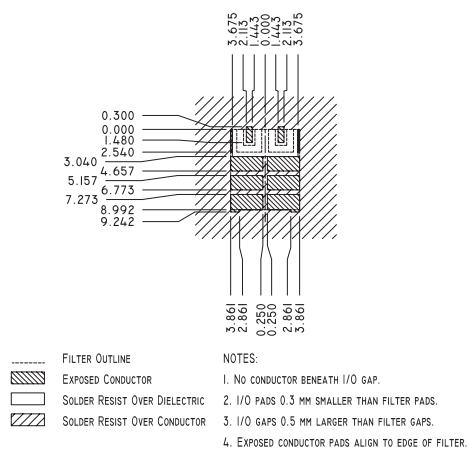 3.675
2.113
1.443
0.000
1.443
2.113
3.675
0.300
0.000
1.480
2.540
3.040
4.657
5.157
6.773
7.273
8.992
9.242
3.861
2.861
0.250
0.250
2.861
3.861
FILTER OUTLINE
EXPOSED CONDUCTOR
SOLDER RESIST OVER DIELECTRIC
SOLDER RESIST OVER CONDUCTOR
NOTES:
1. NO CONDUCTOR BENEATH I/O GAP.
2. I/O PADS 0.3 MM SMALLER THAN FILTER PADS.
3. I/O GAPS 0.5 MM LARGER THAN FILTER GAPS.
4. EXPOSED CONDUCTOR PADS ALIGN TO EDGE OF FILTER.